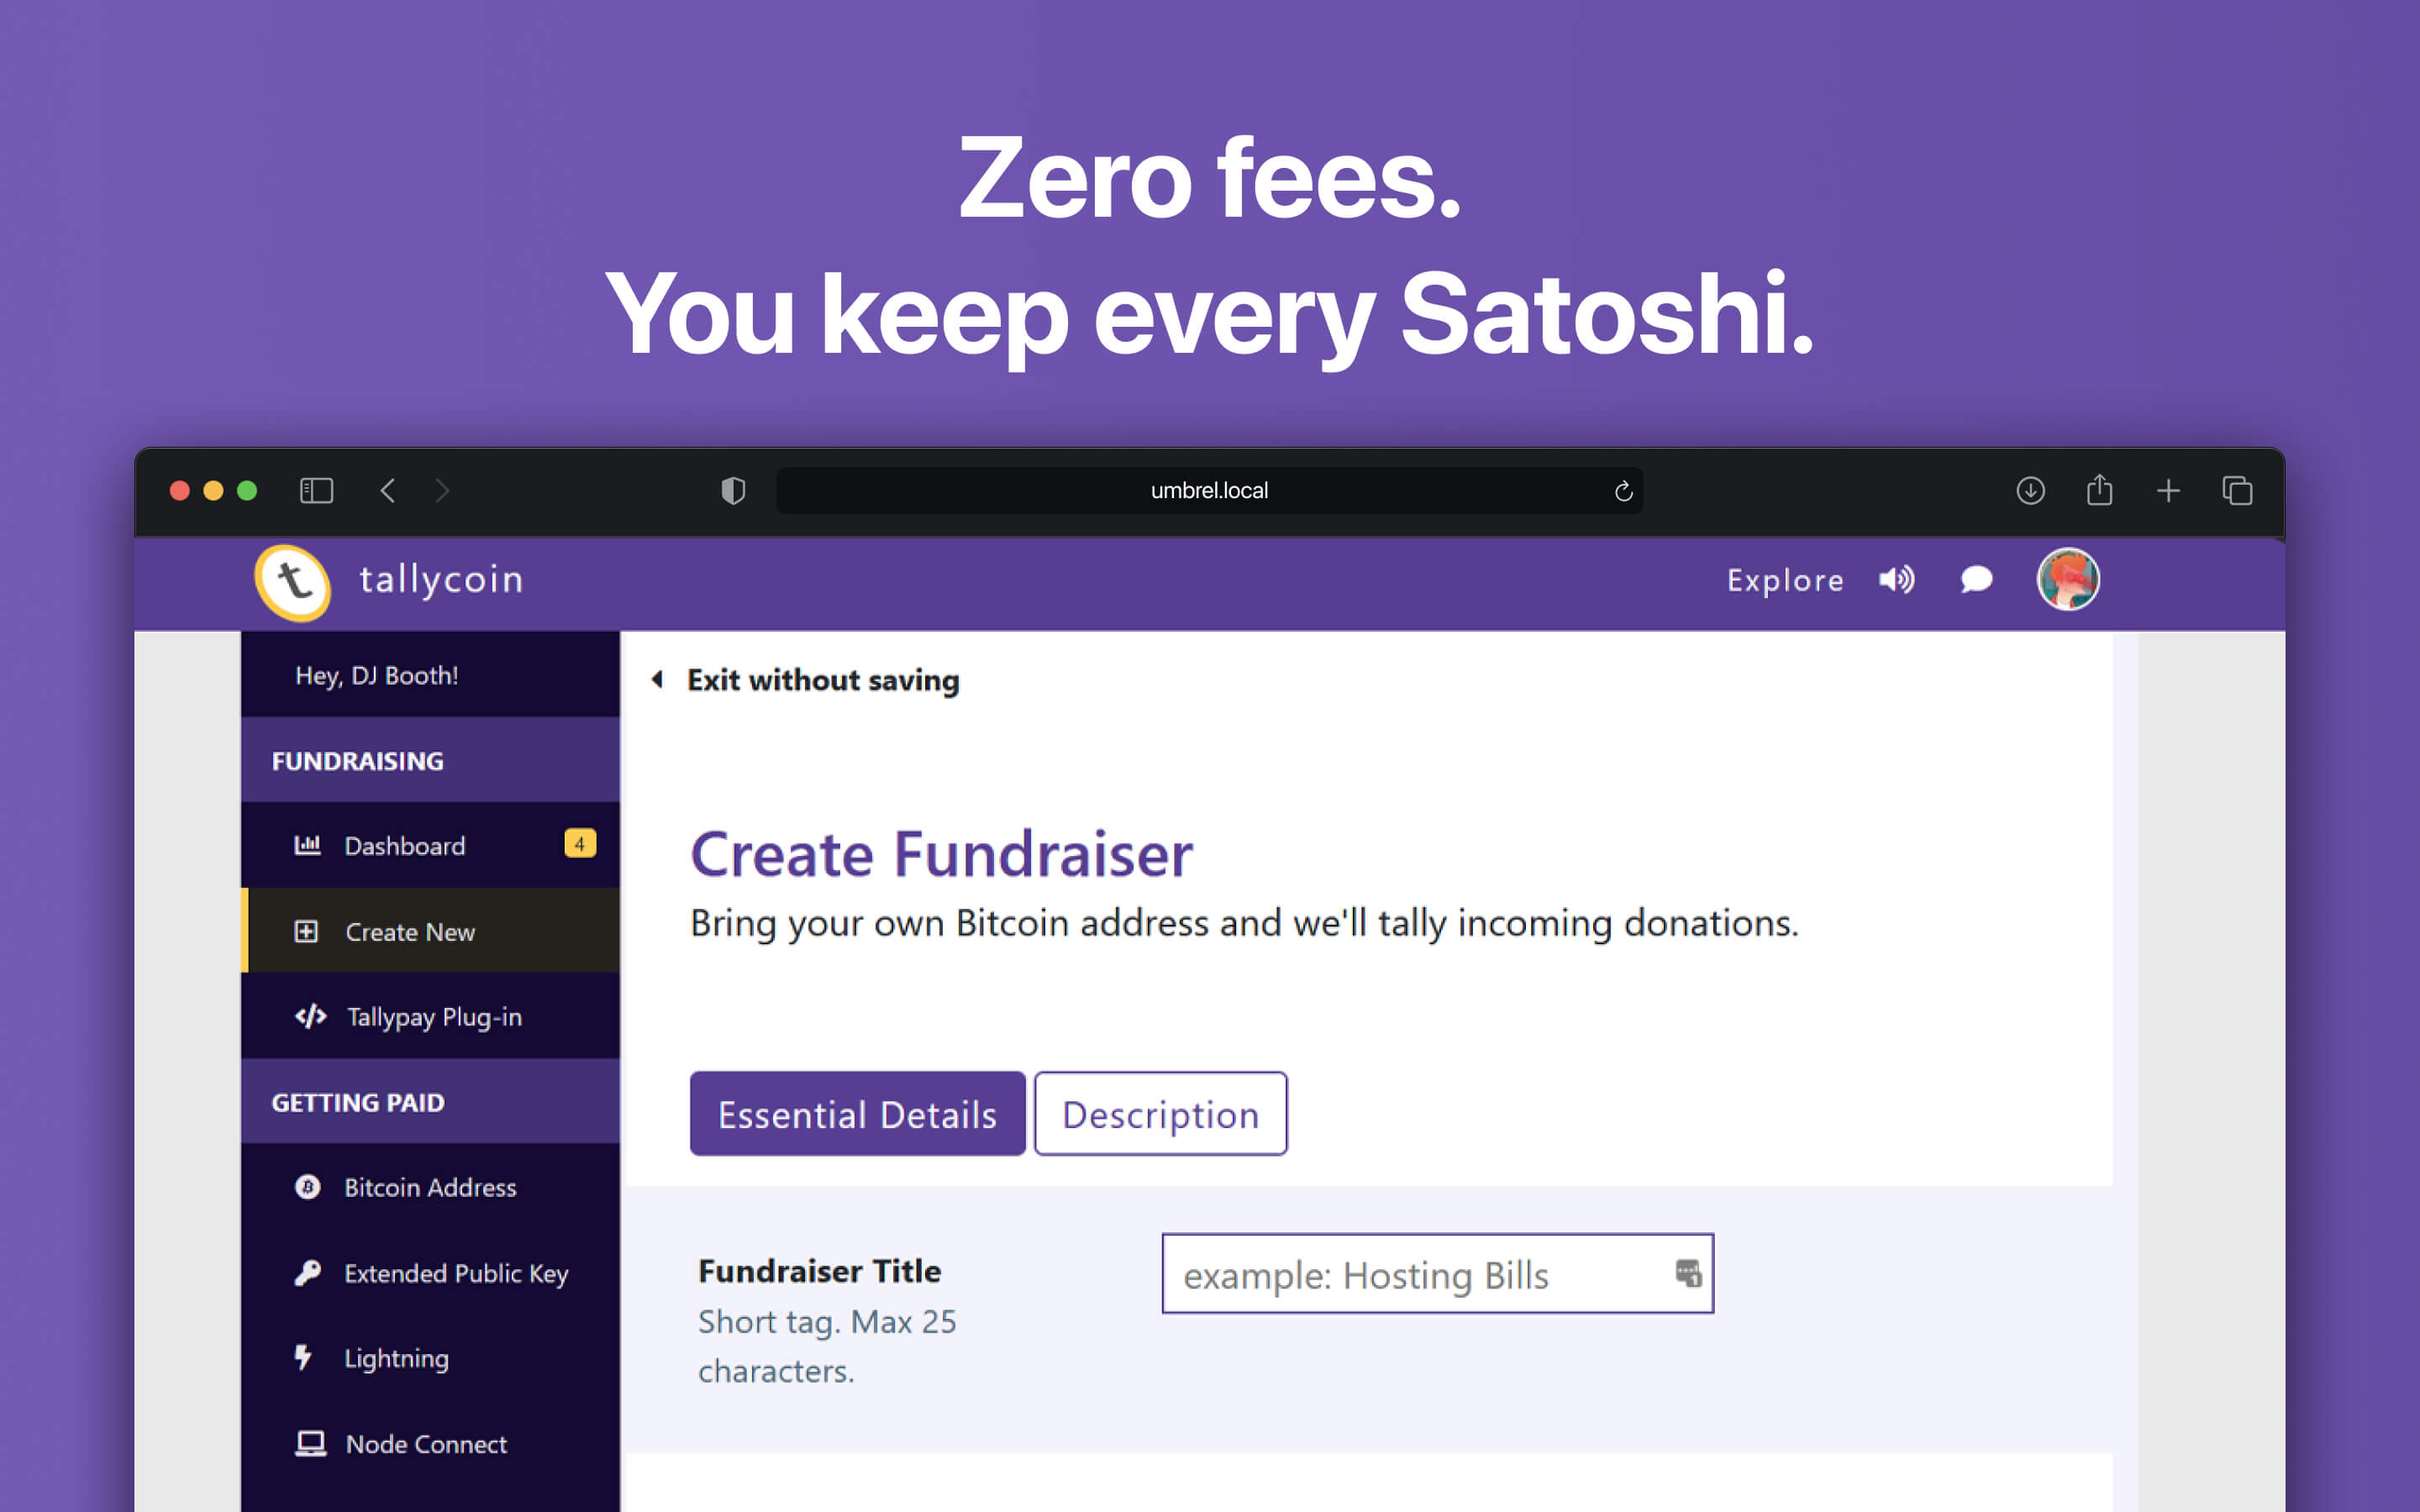 Zero fees.
You keep every Satoshi.
umbrel.local
t tallycoin
Explore
Hey, DJ Booth!
FUNDRAISING
Dashboard 4
Create New
Tallypay Plug-in
GETTING PAID
Bitcoin Address
Extended Public Key
Lightning
Node Connect
Exit without saving
Create Fundraiser
Bring your own Bitcoin address and we'll tally incoming donations.
Essential Details
Description
Fundraiser Title
Short tag. Max 25
characters.
example: Hosting Bills